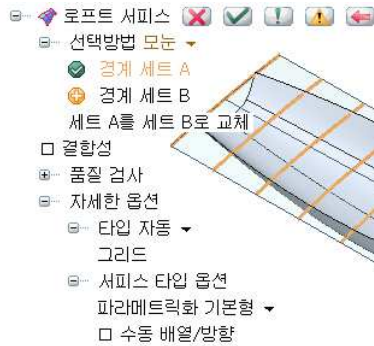 로프트 서피스
선택방법 모눈
경계 세트 A
경계 세트 B
세트 A를 세트 B로 교체
결합성
품질 검사
자세한 옵션
타입 자동
그리드
서피스 타입 옵션
파라메트릭화 기본형
수동 배열/방향